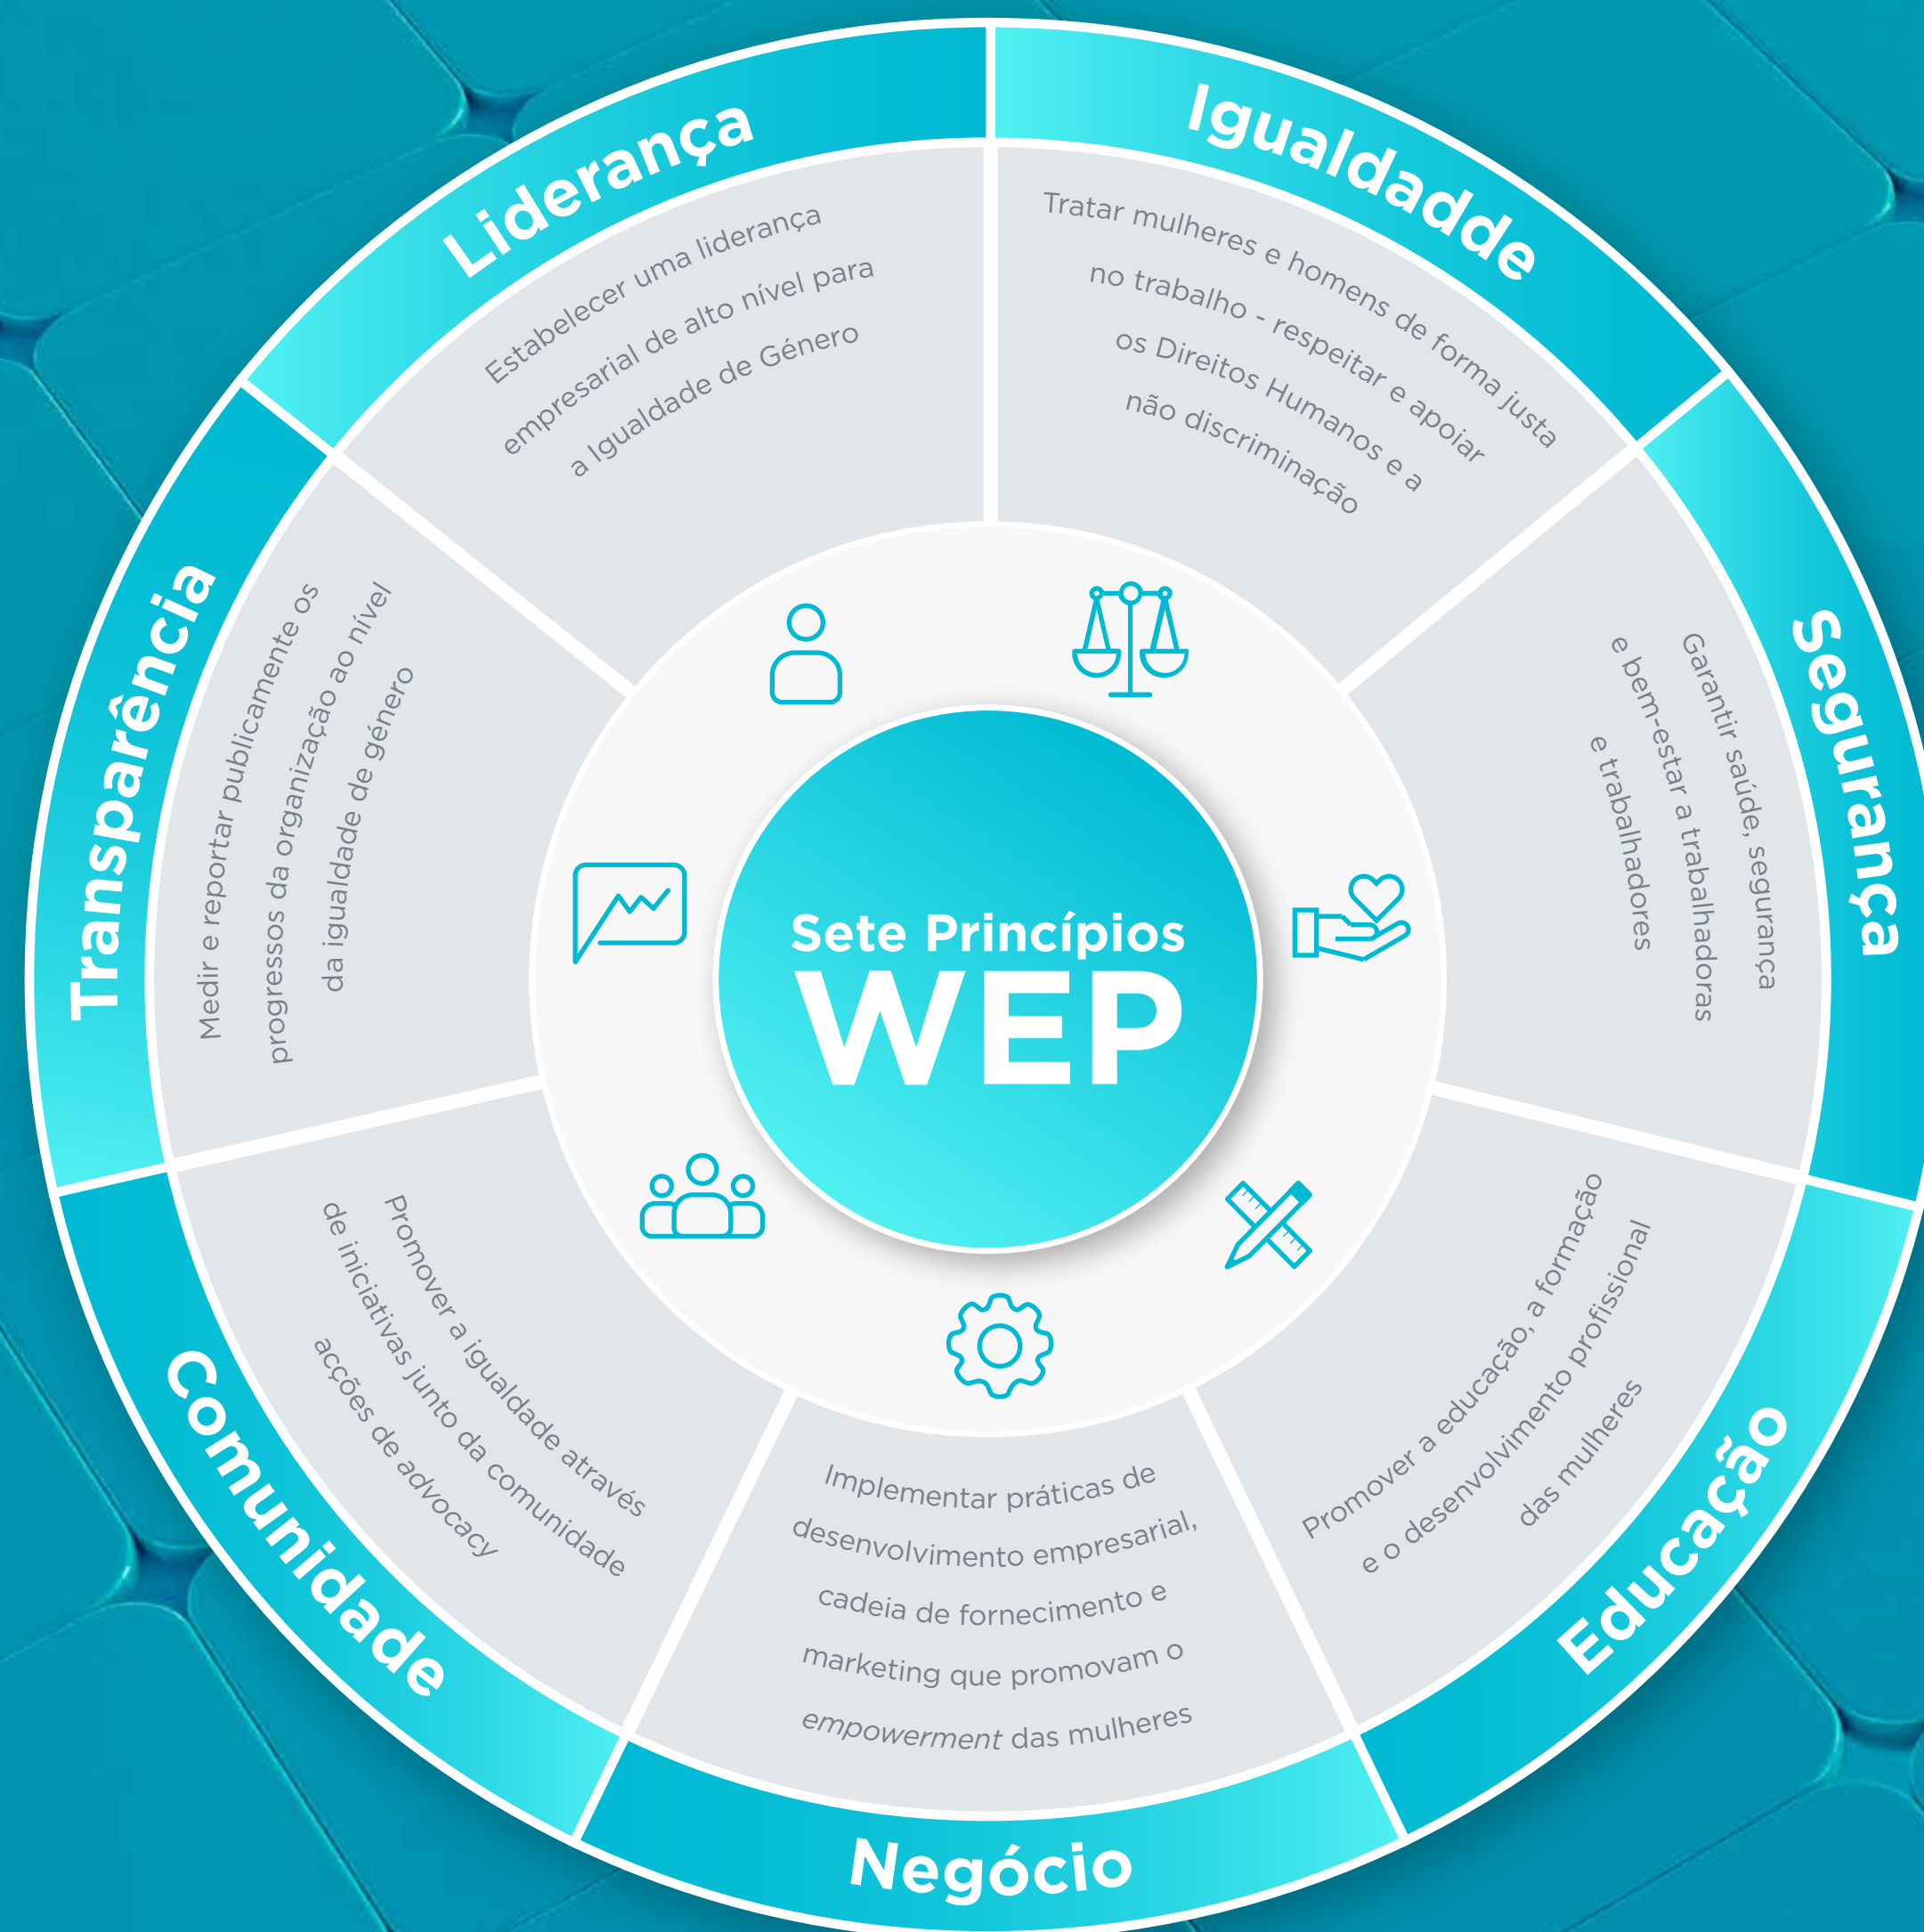 Sete Princípios
WEP
Liderança
Estabelecer uma liderança
empresarial de alto nível para
a Igualdade de Género
Igualdadde
Tratar mulheres e homens de forma justa
no trabalho - respeitar e apoiar
os Direitos Humanos e a
não discriminação
Segurança
Garantir saúde, segurança
e bem-estar a trabalhadoras
e trabalhadores
Educação
Promover a educação, a formação
e o desenvolvimento profissional
das mulheres
Negócio
Implementar práticas de
desenvolvimento empresarial,
cadeia de fornecimento e
marketing que promovam o
empowerment das mulheres
Comunidade
Promover a igualdade através
de iniciativas junto da comunidade
acções de advocacy
Transparência
Medir e reportar publicamente os
progressos da organização ao nível
da igualdade de género